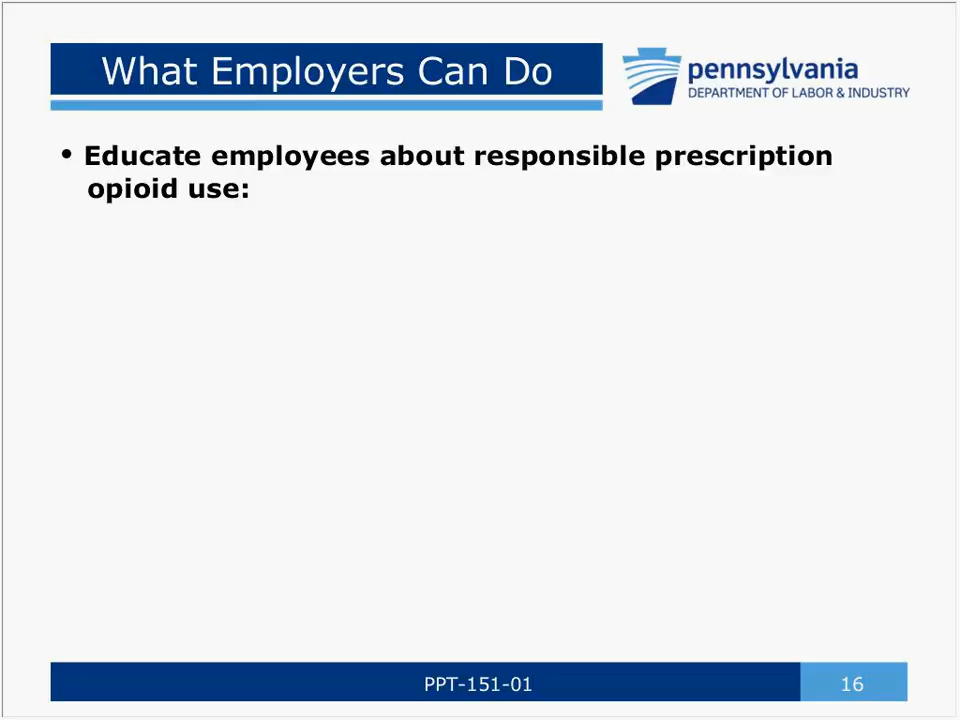 What Employers Can Do
pennsylvania
DEPARTMENT OF LABOR & INDUSTRY
• Educate employees about responsible prescription
opioid use:
PPT-151-01
16